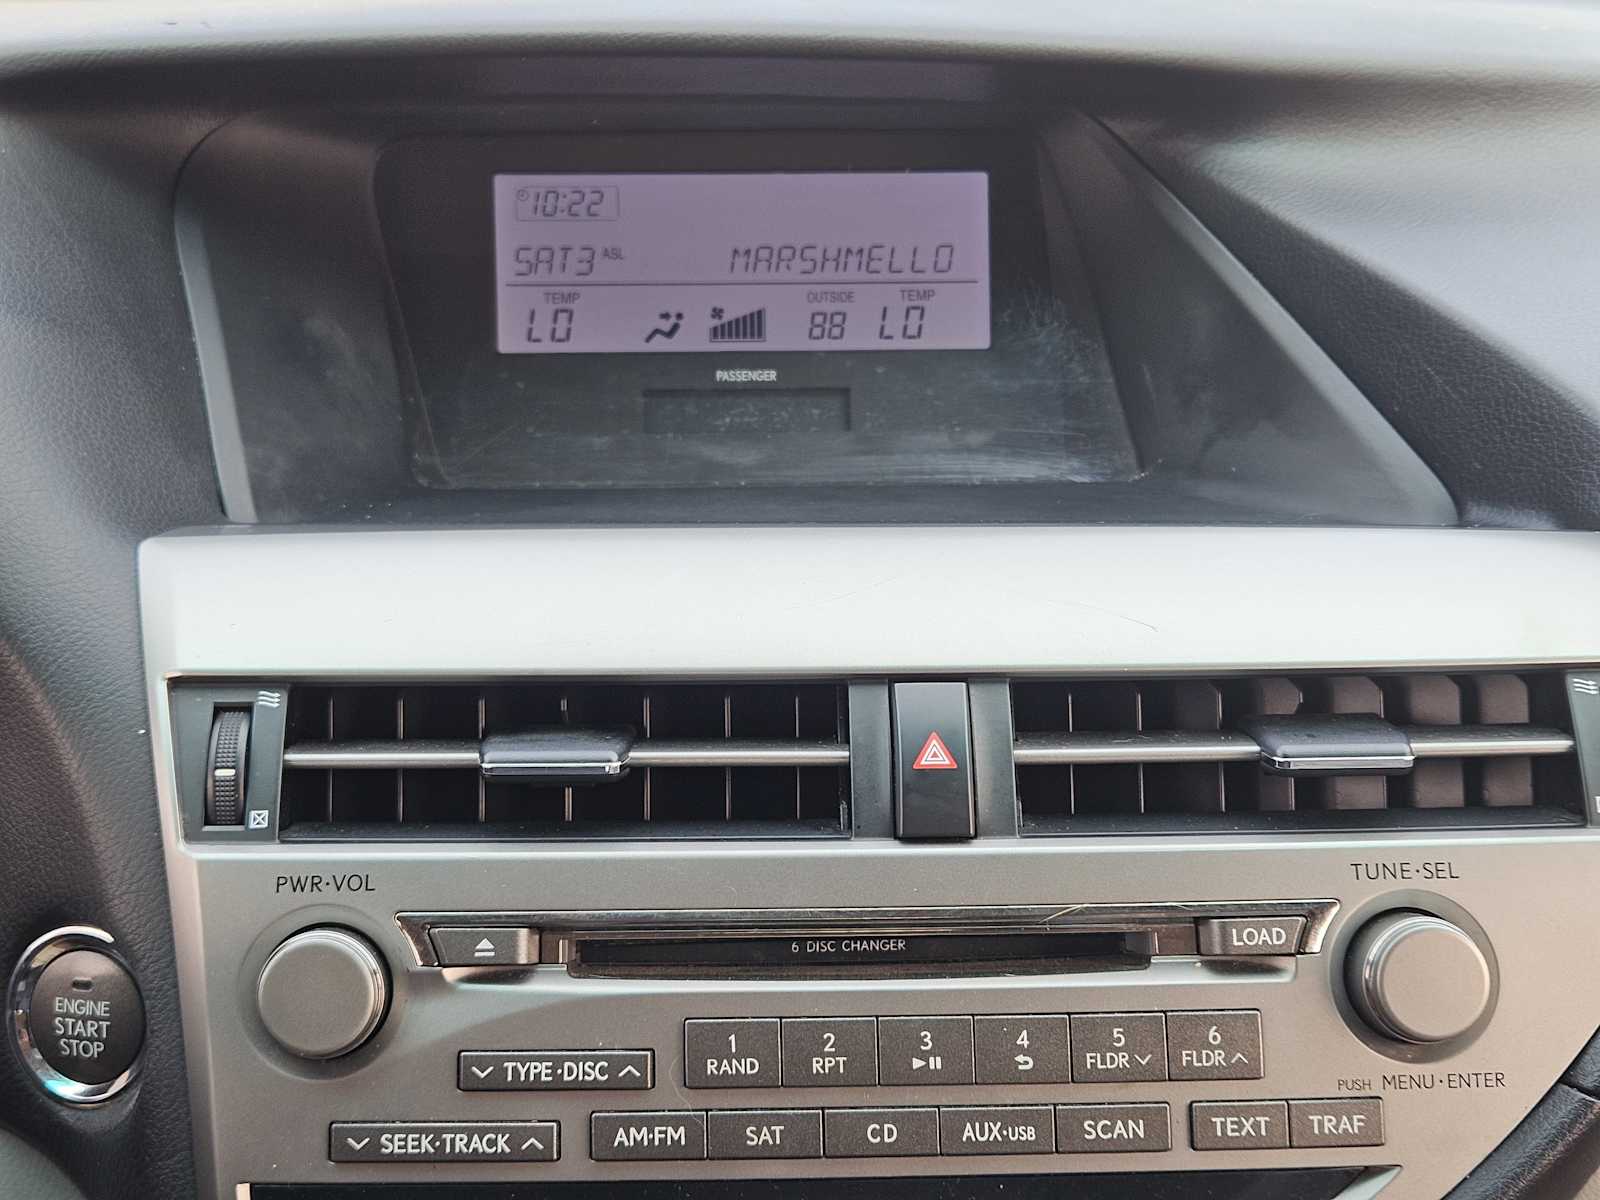 10:22
SAT3 ASL MARSHMELLO
TEMP OUTSIDE TEMP
LO 88 LO
PASSENGER
PWR·VOL TUNE·SEL
6 DISC CHANGER LOAD
ENGINE
START
STOP
1 2 3 4 5 6
RAND RPT FLDR FLDR
TYPE·DISC
PUSH MENU·ENTER
SEEK·TRACK AM·FM SAT CD AUX·USB SCAN TEXT TRAF